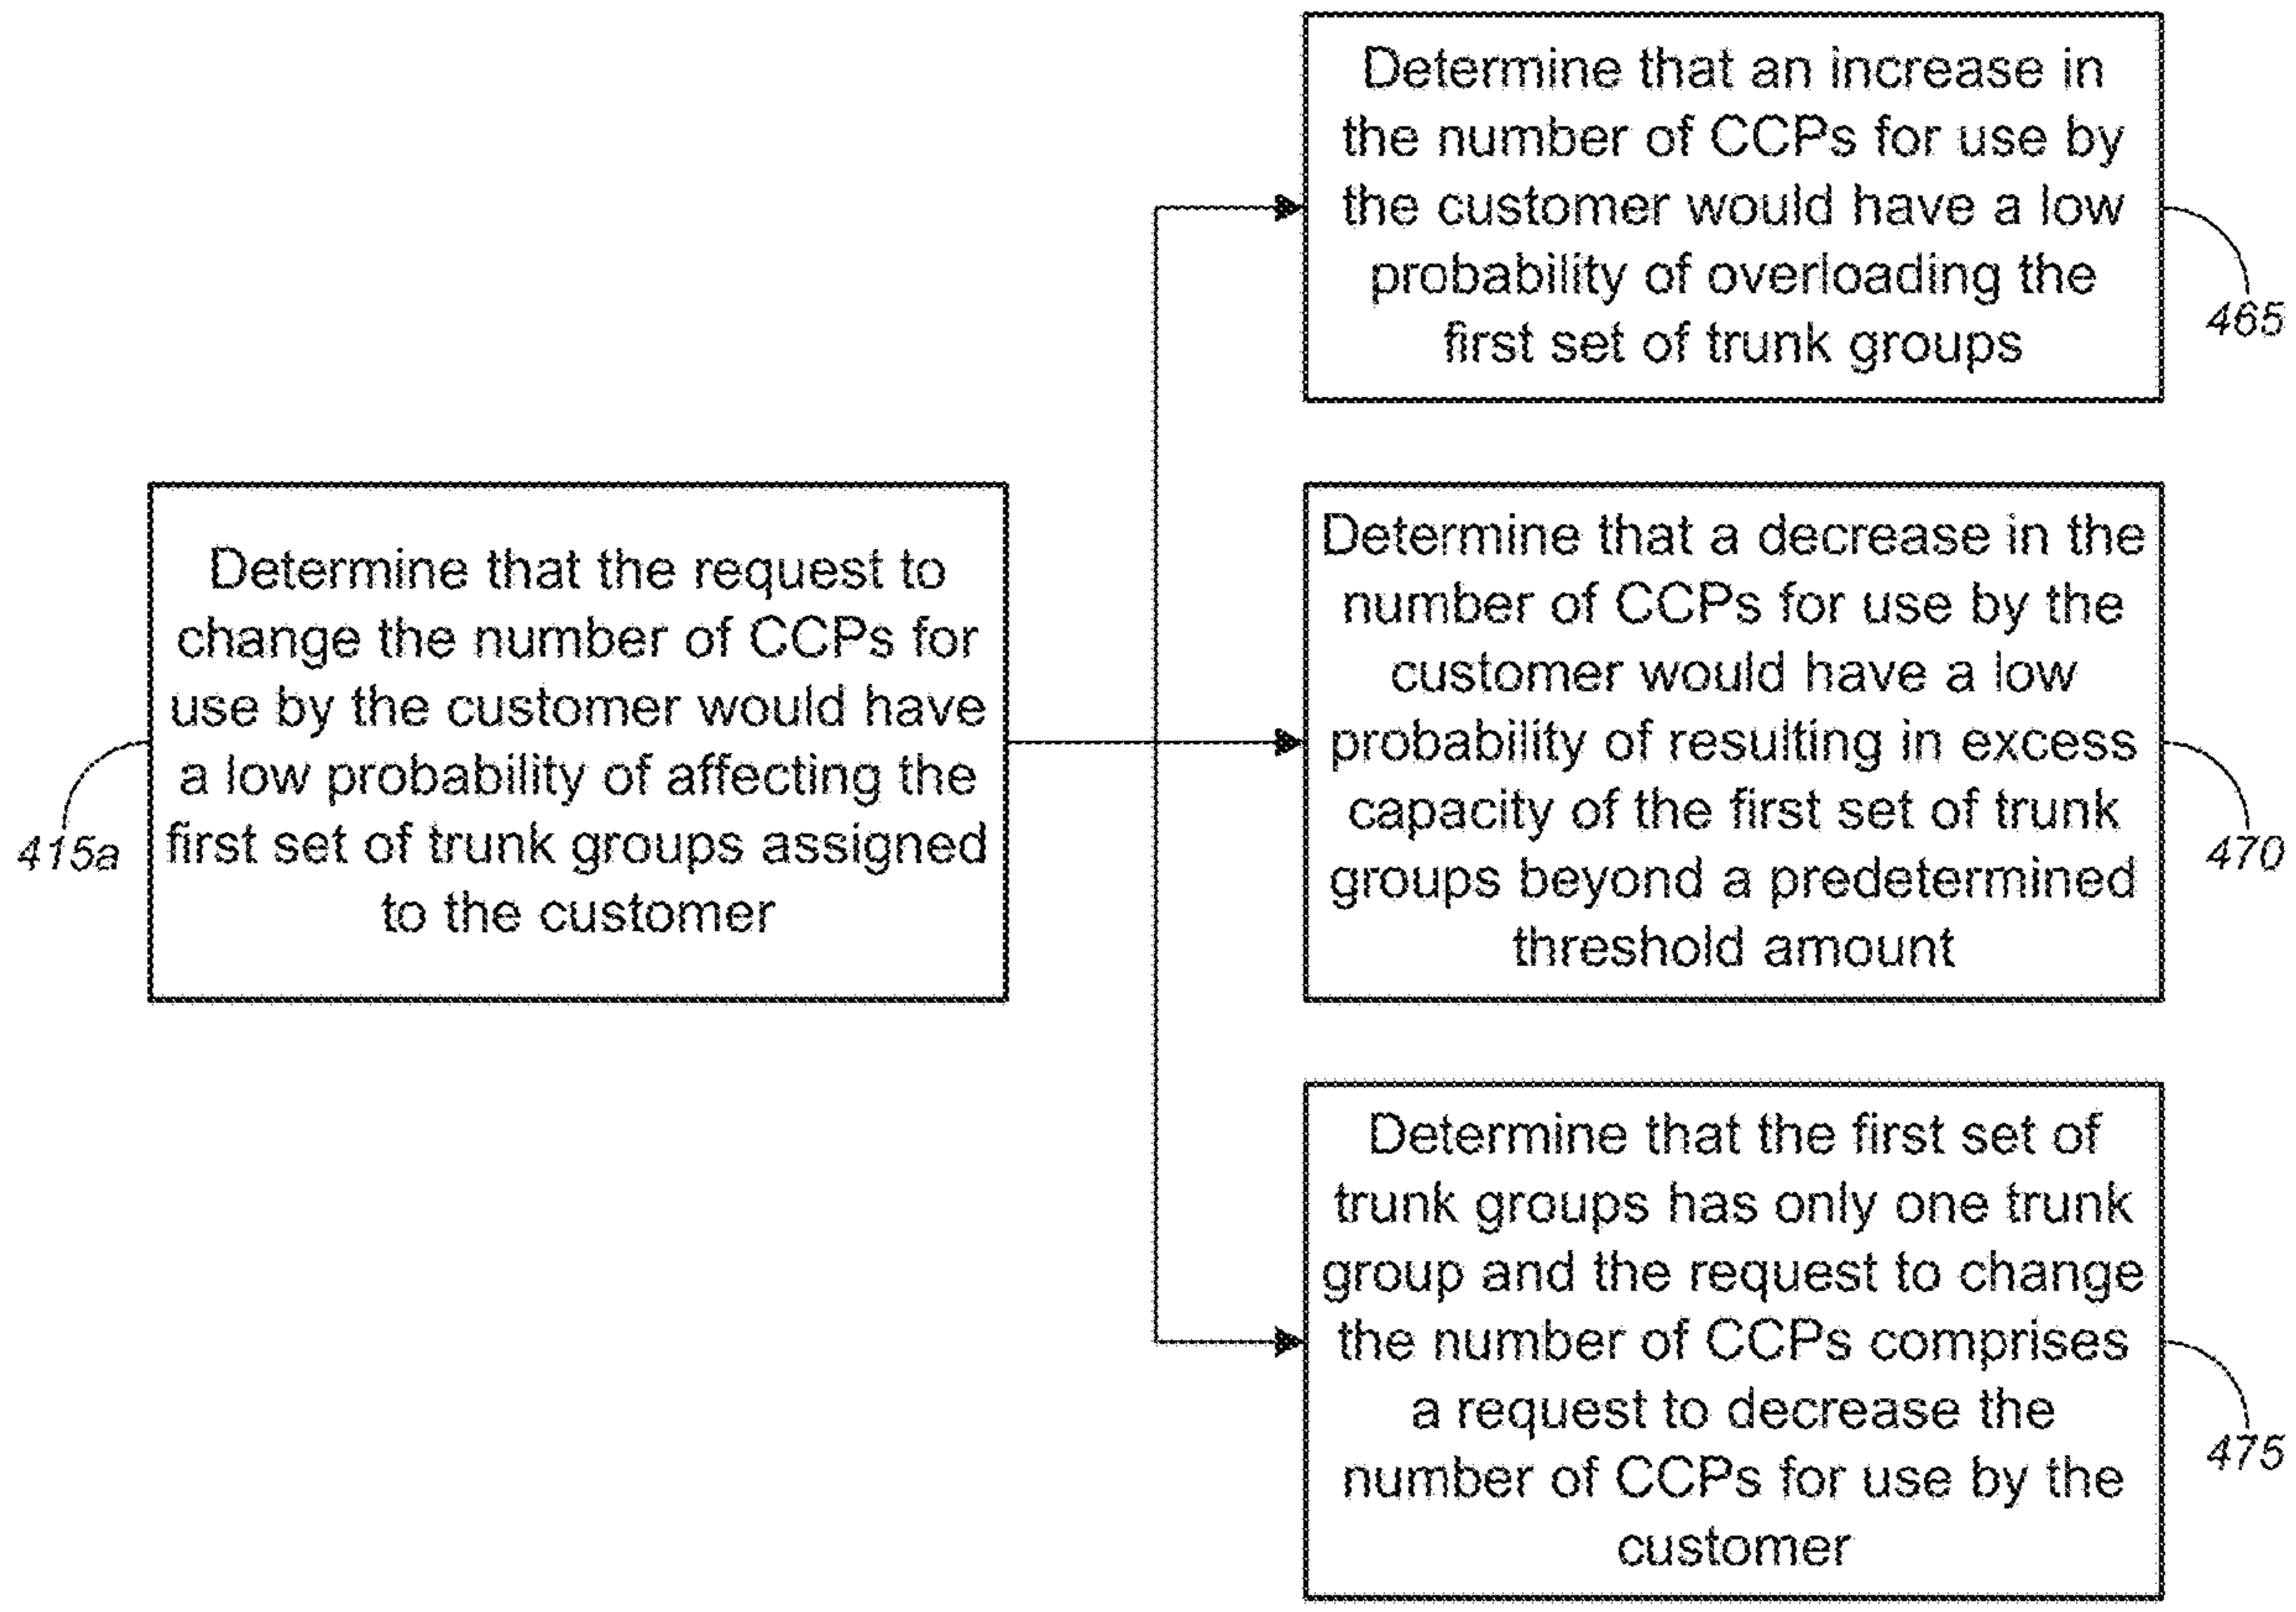 Determine that the request to
change the number of CCPs for
use by the customer would have
a low probability of affecting the
first set of trunk groups assigned
to the customer
415a
Determine that an increase in
the number of CCPs for use by
the customer would have a low
probability of overloading the
first set of trunk groups
465
Determine that a decrease in the
number of CCPs for use by the
customer would have a low
probability of resulting in excess
capacity of the first set of trunk
groups beyond a predetermined
threshold amount
470
Determine that the first set of
trunk groups has only one trunk
group and the request to change
the number of CCPs comprises
a request to decrease the
number of CCPs for use by the
customer
475